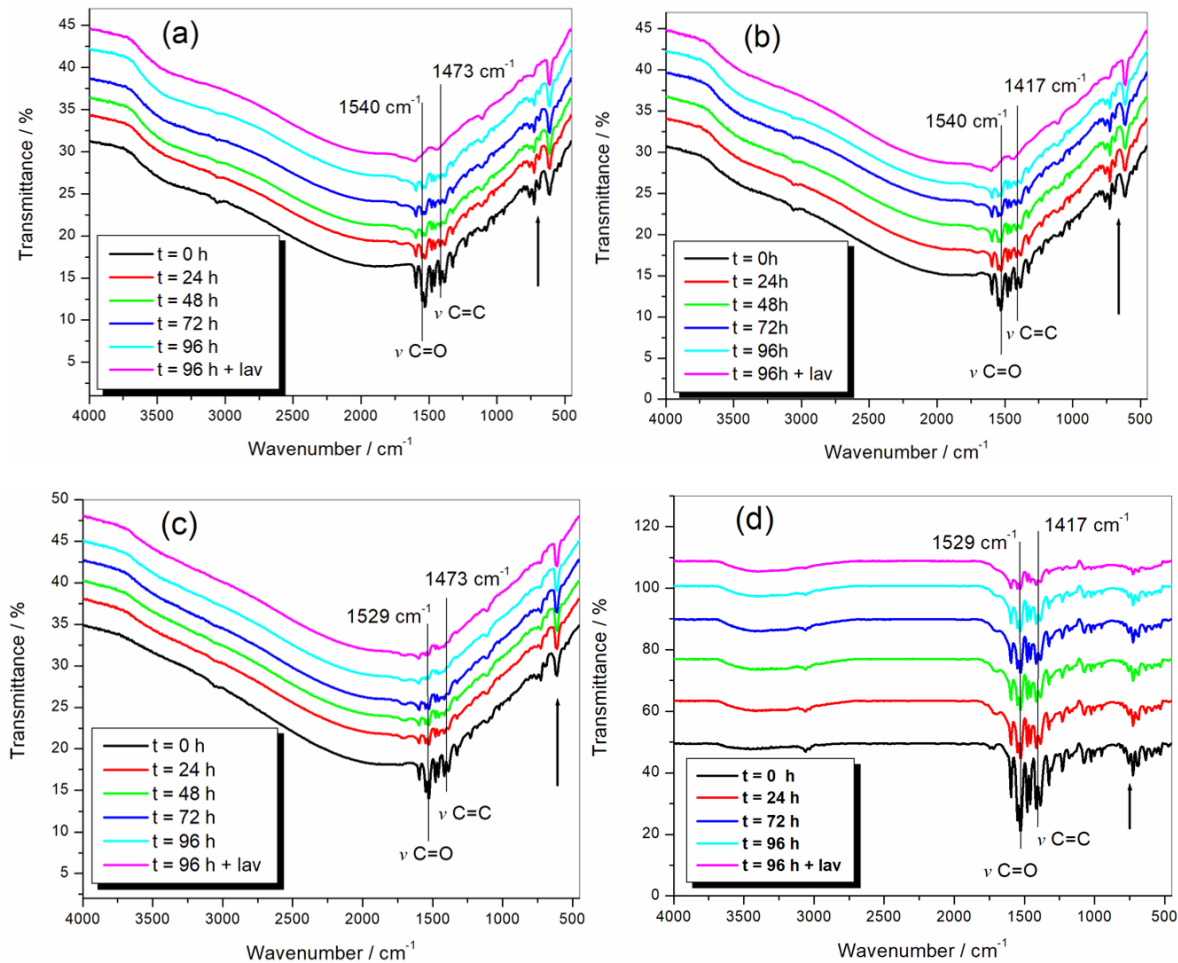 (a)
1473 cm⁻¹
1540 cm⁻¹
Transmittance / %
45
40
35
30
25
20
15
10
5
t = 0 h
t = 24 h
t = 48 h
t = 72 h
t = 96 h
t = 96 h + lav
ν C=C
ν C=O
4000 3500 3000 2500 2000 1500 1000 500
Wavenumber / cm⁻¹
(b)
1417 cm⁻¹
1540 cm⁻¹
Transmittance / %
45
40
35
30
25
20
15
10
5
t = 0h
t = 24h
t = 48h
t = 72h
t = 96h
t = 96h + lav
ν C=C
ν C=O
4000 3500 3000 2500 2000 1500 1000 500
Wavenumber / cm⁻¹
(c)
1473 cm⁻¹
1529 cm⁻¹
Transmittance / %
50
45
40
35
30
25
20
15
10
5
t = 0 h
t = 24 h
t = 48 h
t = 72 h
t = 96 h
t = 96 h + lav
ν C=C
ν C=O
4000 3500 3000 2500 2000 1500 1000 500
Wavenumber / cm⁻¹
(d)
1417 cm⁻¹
1529 cm⁻¹
Transmittance / %
120
100
80
60
40
20
0
t = 0 h
t = 24 h
t = 72 h
t = 96 h
t = 96 h + lav
ν C=C
ν C=O
4000 3500 3000 2500 2000 1500 1000 500
Wavenumber / cm⁻¹